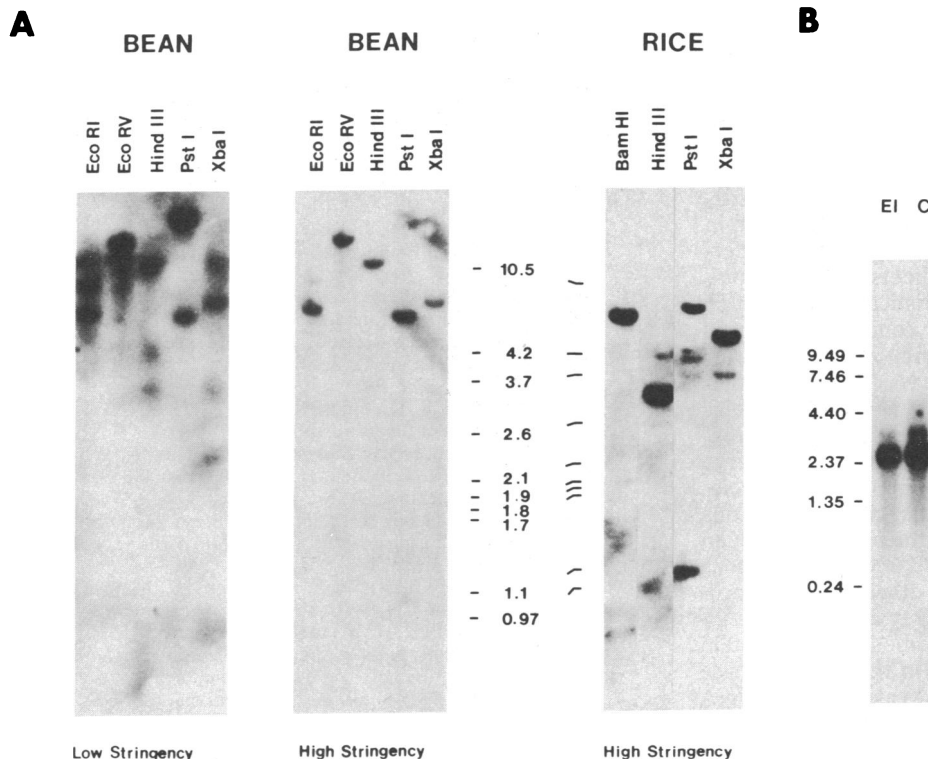 A
BEAN
BEAN
RICE
B
Eco RI
Eco RV
Hind III
Pst I
Xba I
Eco RI
Eco RV
Hind III
Pst I
Xba I
Bam HI
Hind III
Pst I
Xba I
EI
C
- 10.5
- 4.2
- 3.7
- 2.6
- 2.1
- 1.9
- 1.8
- 1.7
- 1.1
- 0.97
9.49 -
7.46 -
4.40 -
2.37 -
1.35 -
0.24 -
Low Stringency
High Stringency
High Stringency